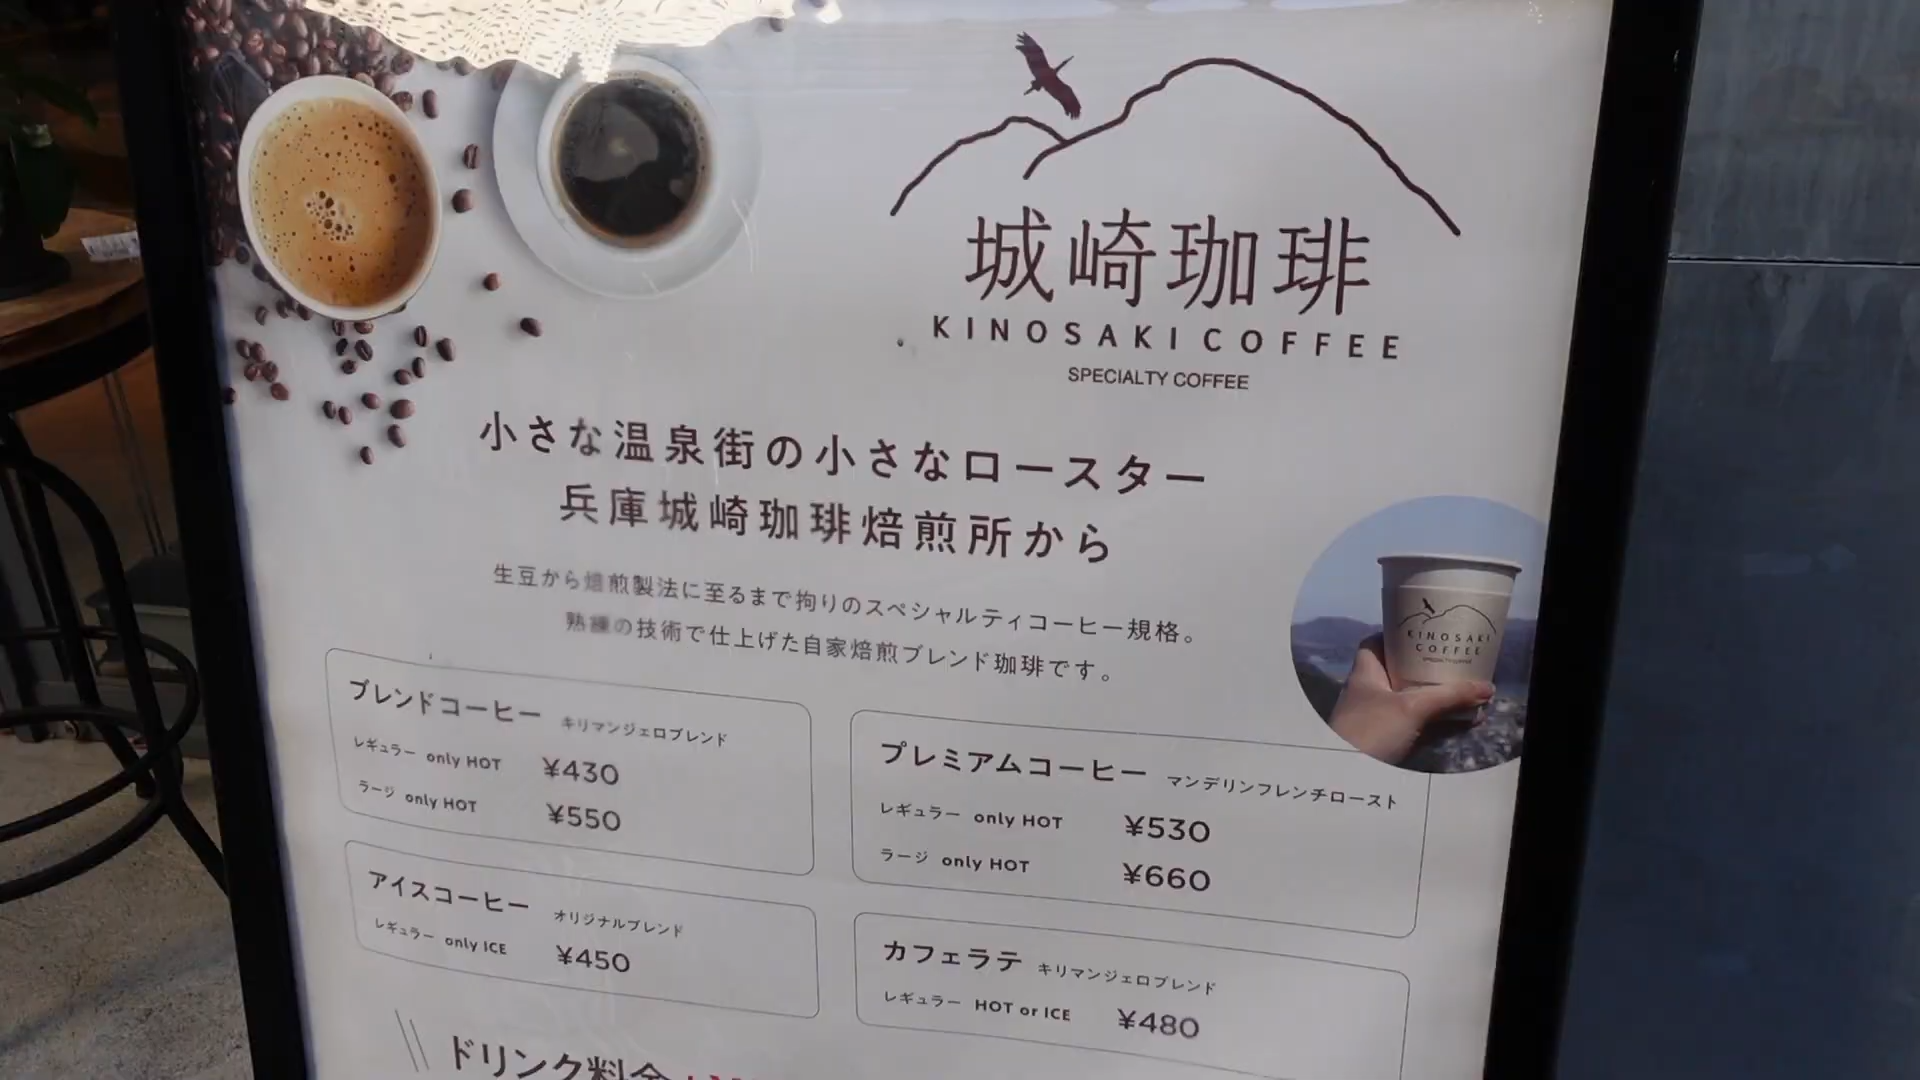 城崎珈琲
KINOSAKI COFFEE
SPECIALTY COFFEE
小さな温泉街の小さなロースター
兵庫城崎珈琲焙煎所から
生豆から焙煎製法に至るまで拘りのスペシャルティコーヒー規格。
熟練の技術で仕上げた自家焙煎ブレンド珈琲です。
KINOSAKI
COFFEE
SPECIALTY COFFEE
ブレンドコーヒー キリマンジェロブレンド
レギュラー only HOT ¥430
ラージ only HOT ¥550
プレミアムコーヒー マンデリンフレンチロースト
レギュラー only HOT ¥530
ラージ only HOT ¥660
アイスコーヒー オリジナルブレンド
レギュラー only ICE ¥450
カフェラテ キリマンジェロブレンド
レギュラー HOT or ICE ¥480
ドリンク料金